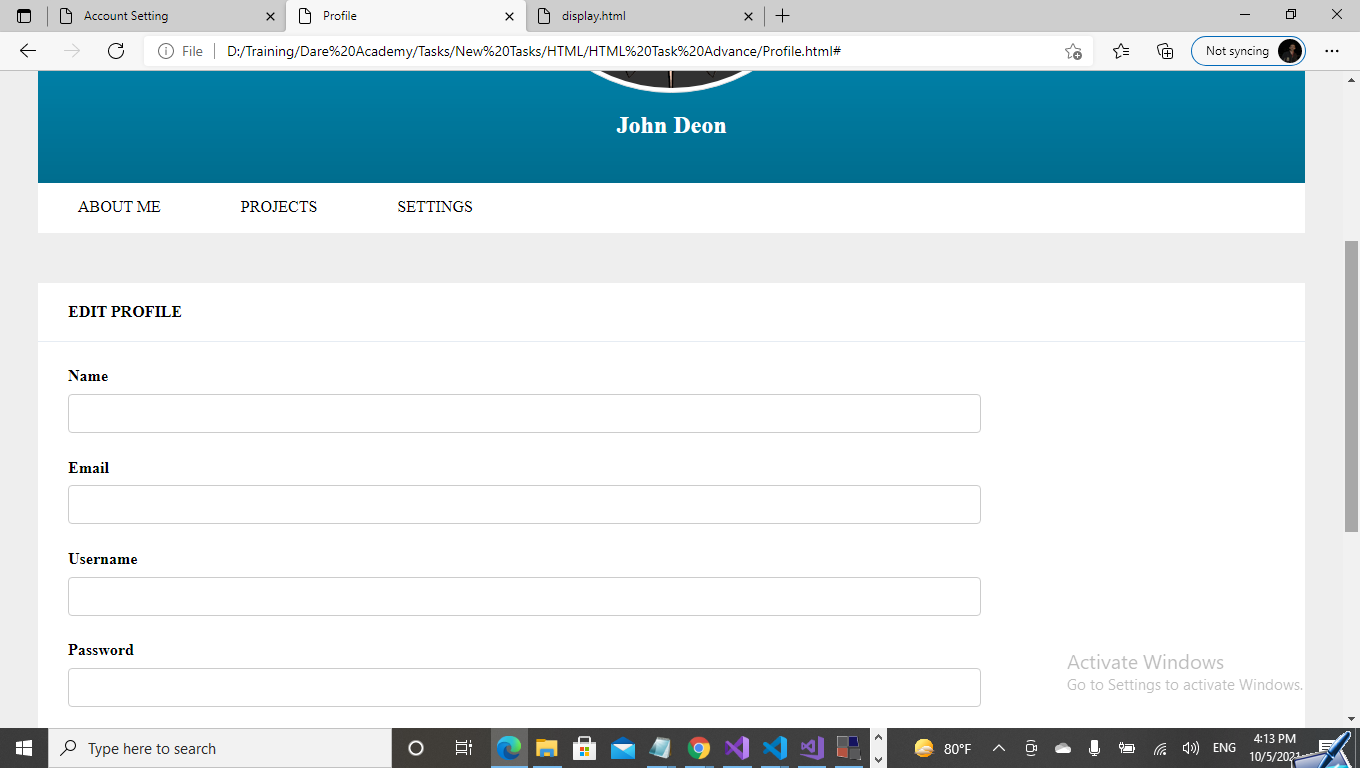 Account Setting
Profile
display.html
File
D:/Training/Dare%20Academy/Tasks/New%20Tasks/HTML/HTML%20Task%20Advance/Profile.html#
Not syncing
John Deon
ABOUT ME
PROJECTS
SETTINGS
EDIT PROFILE
Name
Email
Username
Password
Activate Windows
Go to Settings to activate Windows.
Type here to search
80°F
ENG
4:13 PM
10/5/2021